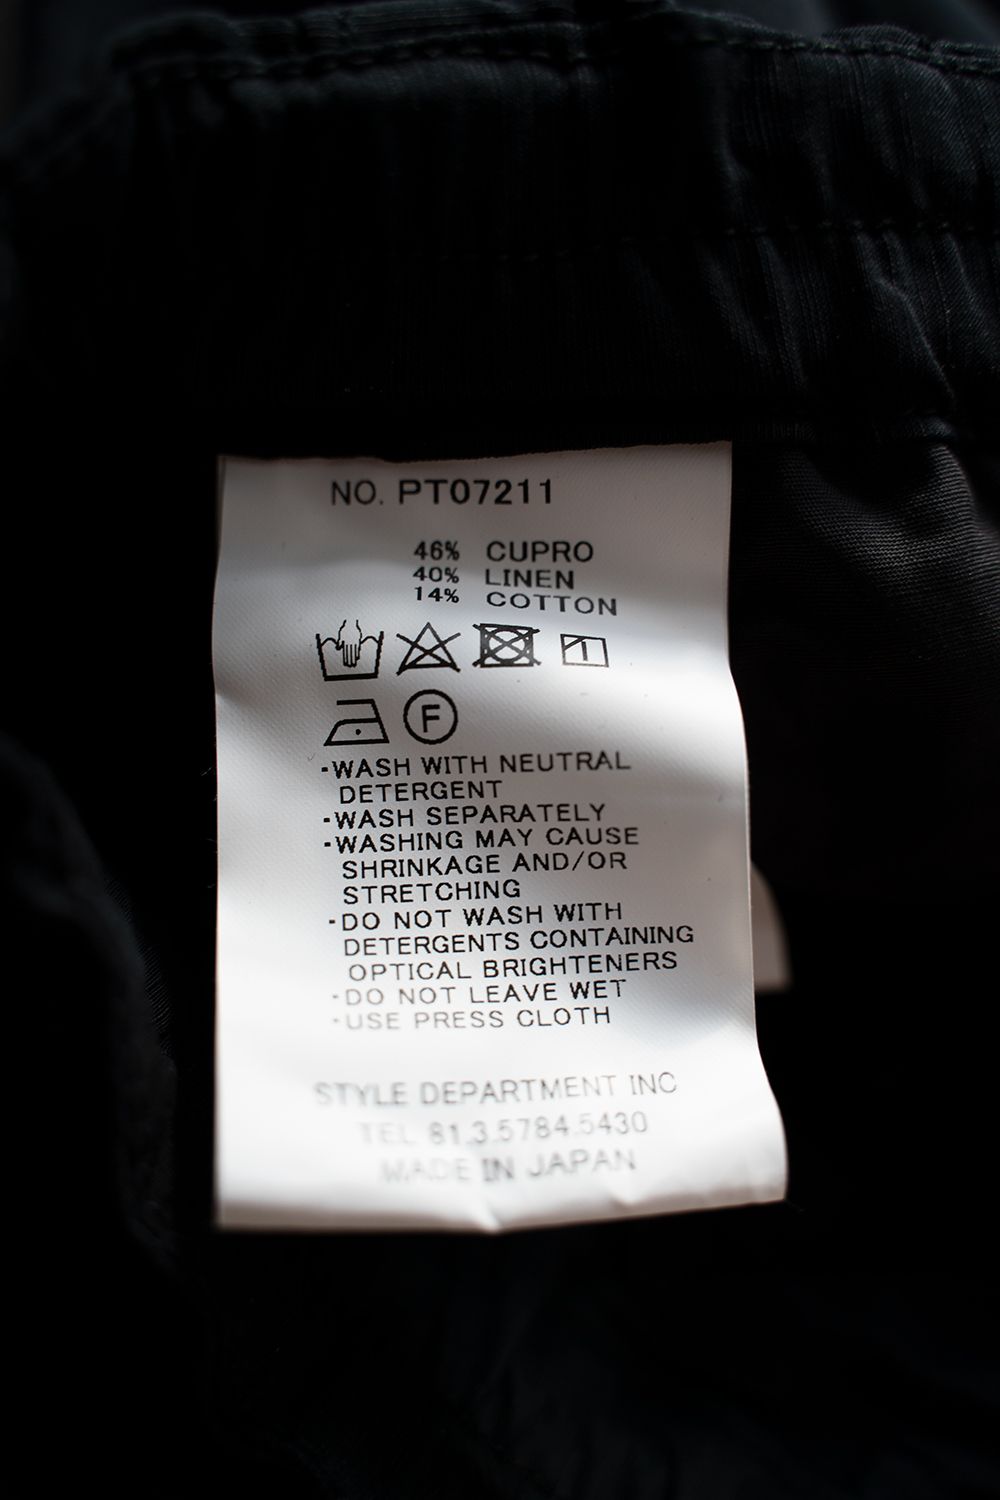 NO. PT07211
46% CUPRO
40% LINEN
14% COTTON
F
-WASH WITH NEUTRAL
DETERGENT
-WASH SEPARATELY
-WASHING MAY CAUSE
SHRINKAGE AND/OR
STRETCHING
-DO NOT WASH WITH
DETERGENTS CONTAINING
OPTICAL BRIGHTENERS
-DO NOT LEAVE WET
-USE PRESS CLOTH
STYLE DEPARTMENT INC
TEL 81.3.5784.5430
MADE IN JAPAN